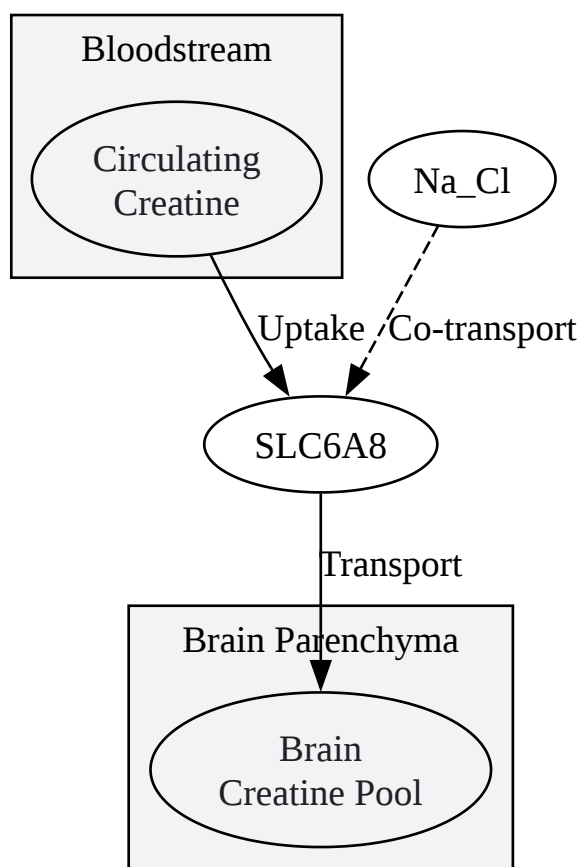 Bloodstream
Circulating
Creatine
Na_Cl
Uptake
Co-transport
SLC6A8
Transport
Brain Parenchyma
Brain
Creatine Pool